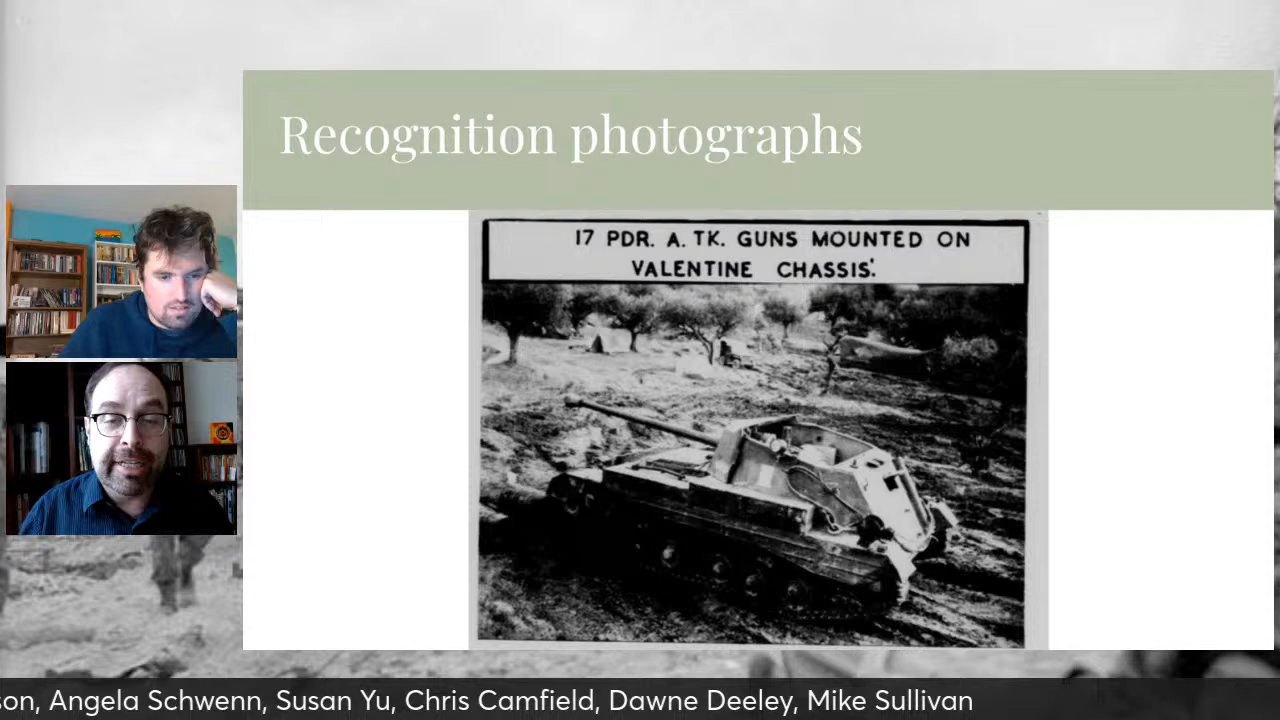 Recognition photographs
17 PDR. A. TK. GUNS MOUNTED ON
VALENTINE CHASSIS'.
son, Angela Schwenn, Susan Yu, Chris Camfield, Dawne Deeley, Mike Sullivan